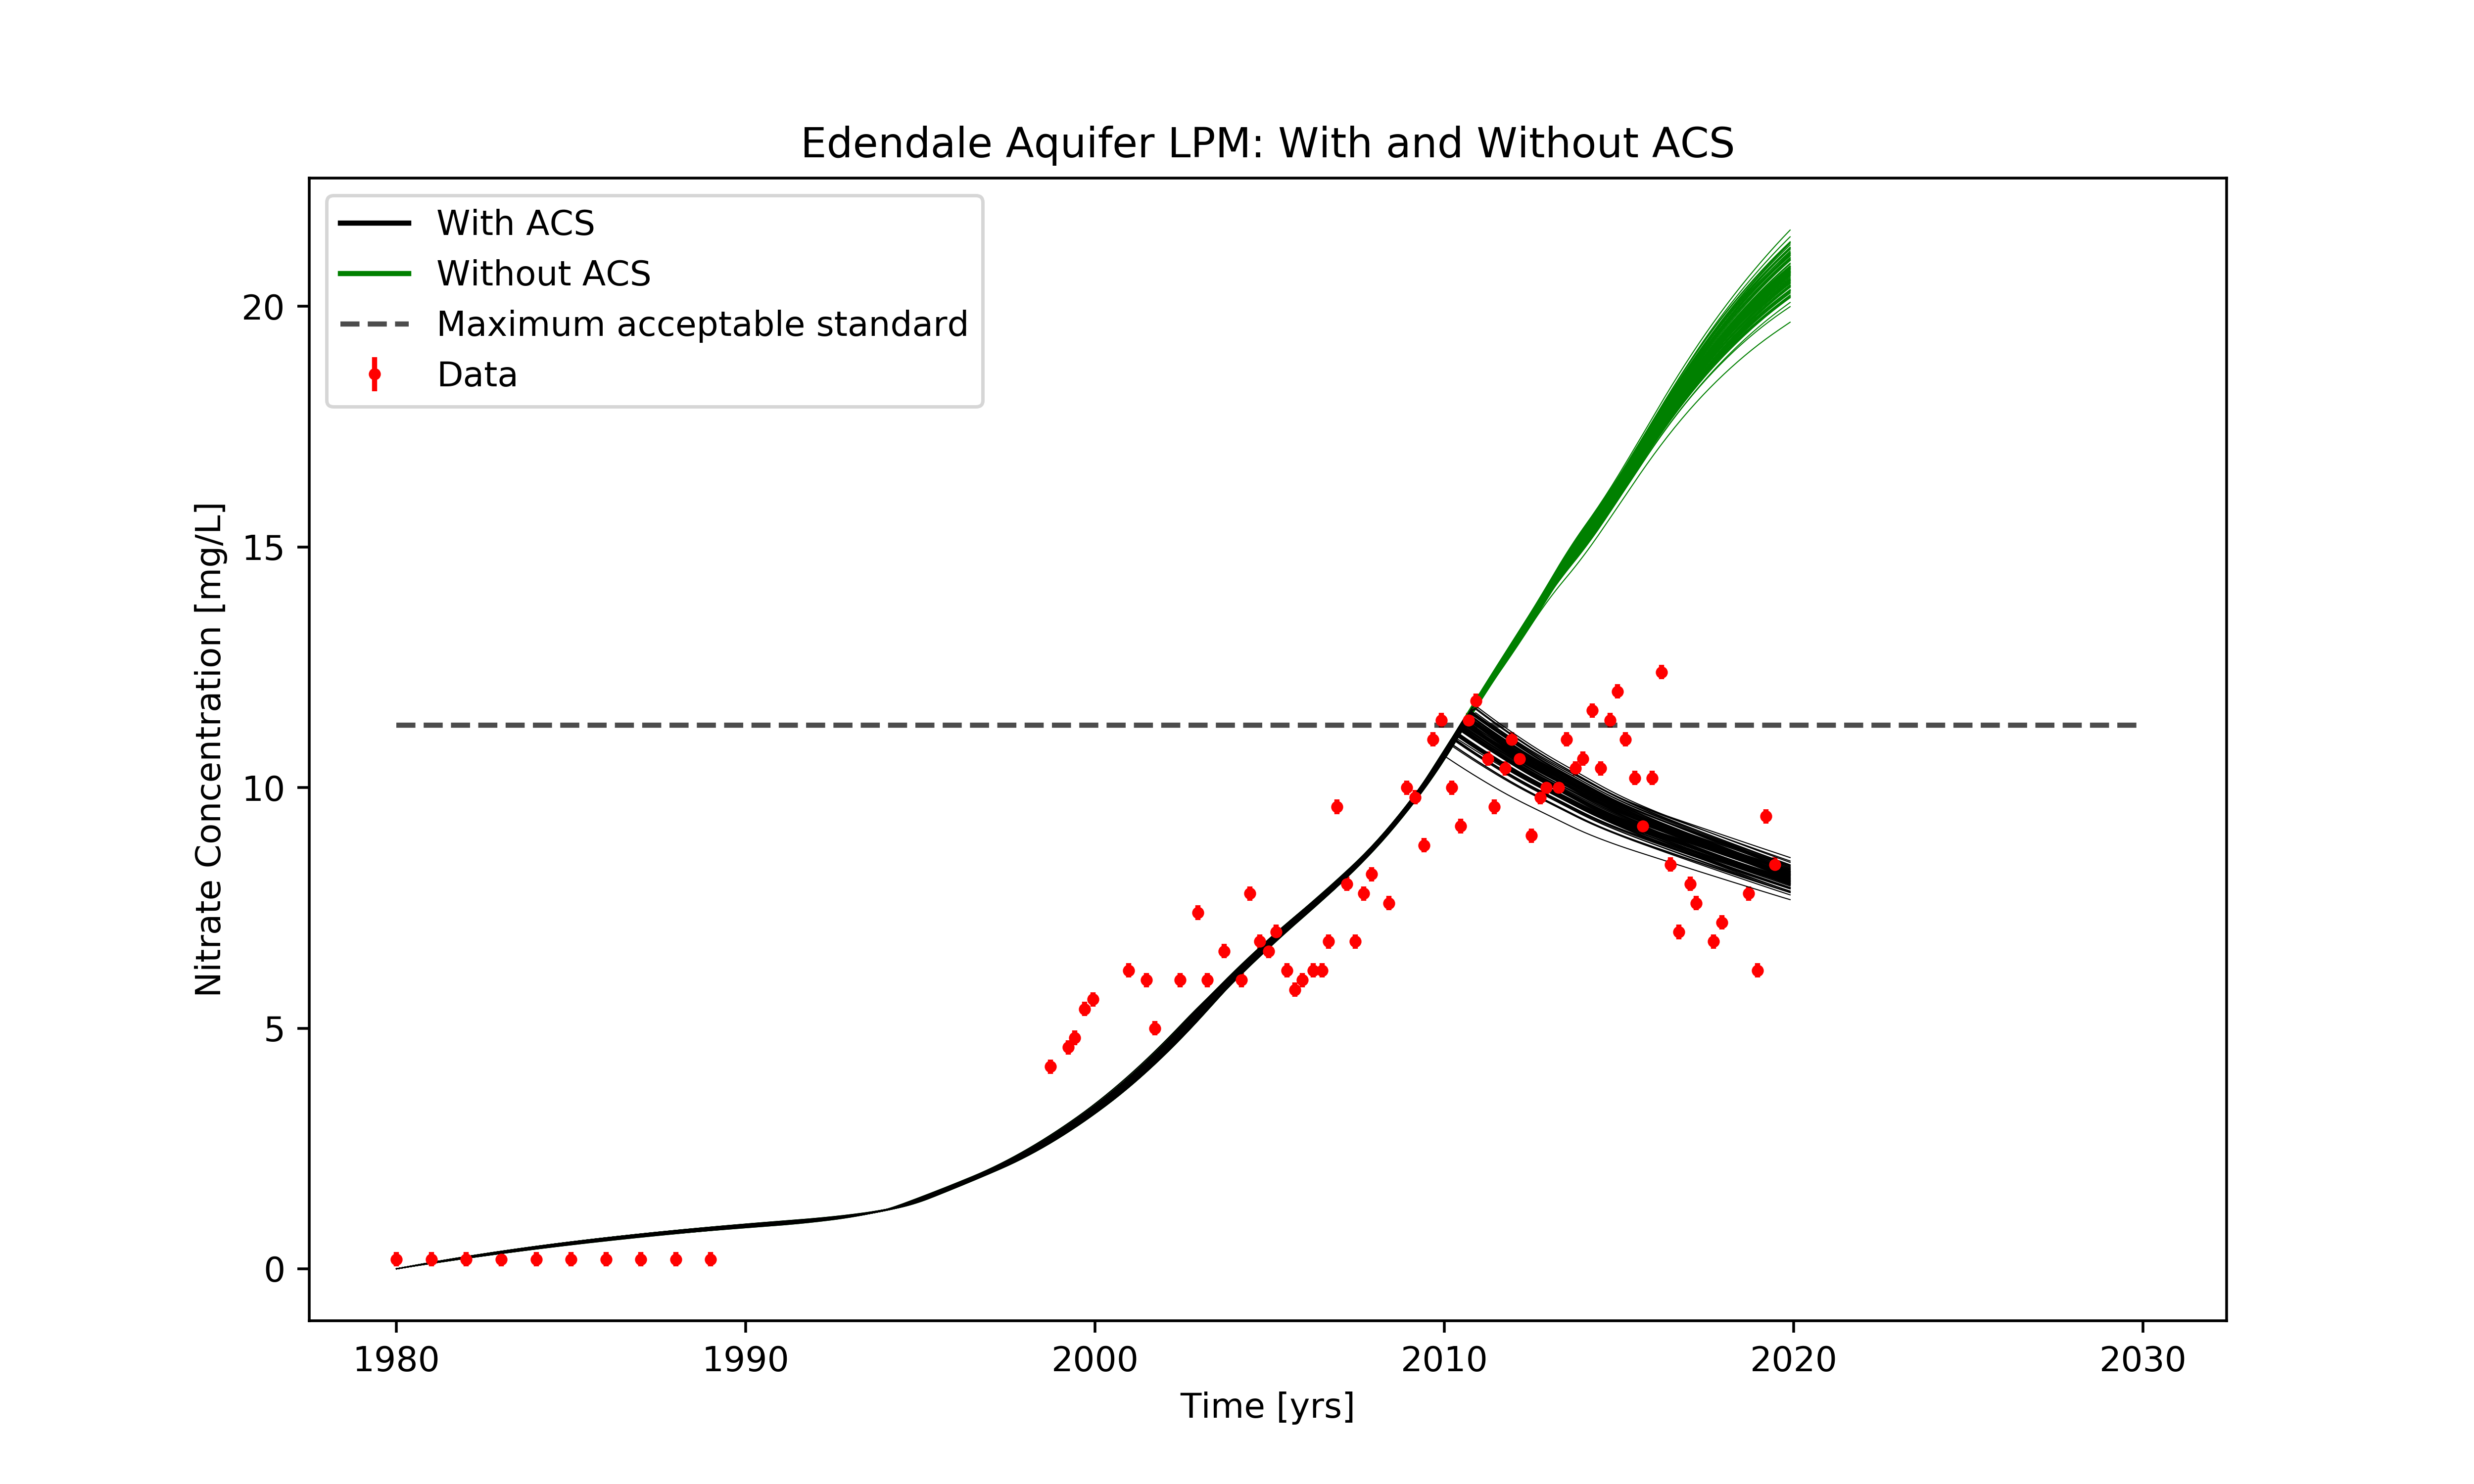 Edendale Aquifer LPM: With and Without ACS
With ACS
Without ACS
Maximum acceptable standard
Data
Nitrate Concentration [mg/L]
20
15
10
5
0
1980 1990 2000 2010 2020 2030
Time [yrs]